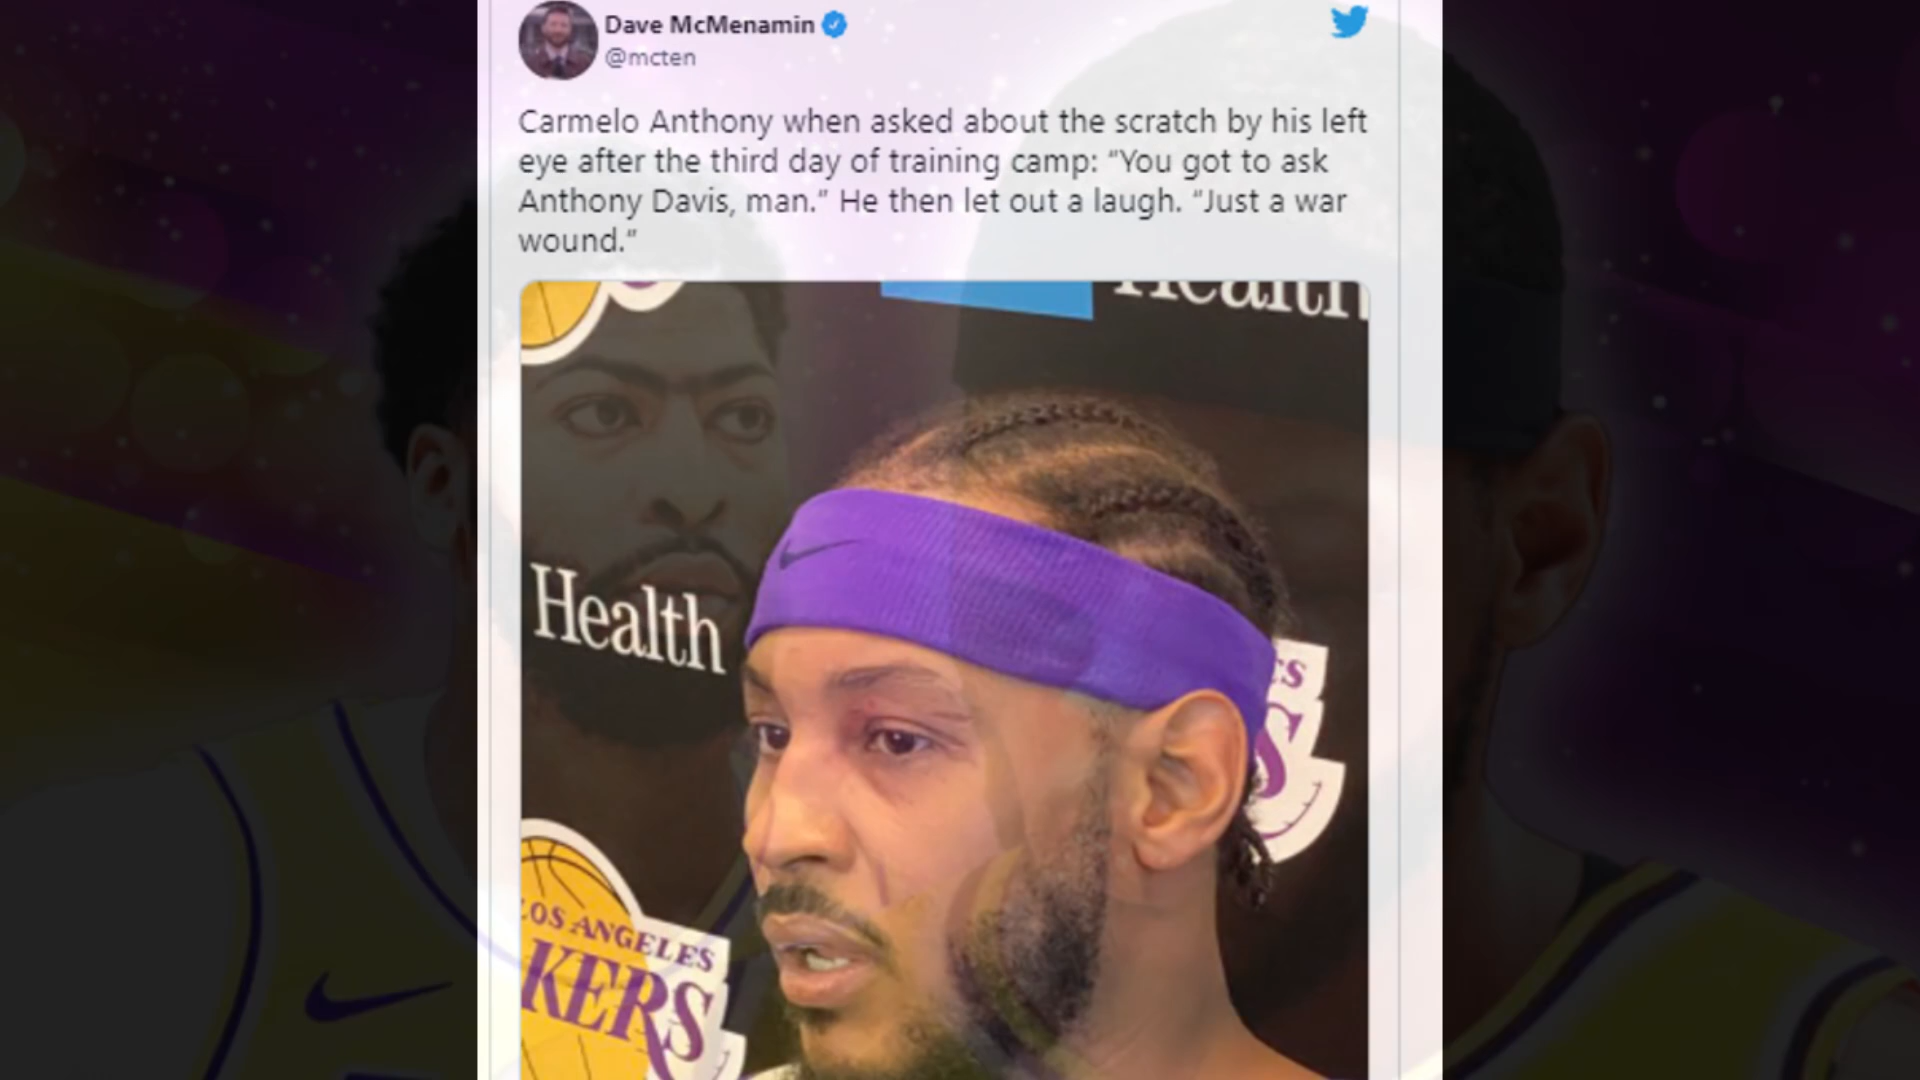 Dave McMenamin
@mcten
Carmelo Anthony when asked about the scratch by his left
eye after the third day of training camp: “You got to ask
Anthony Davis, man.” He then let out a laugh. “Just a war
wound.”
Health
Health
LOS ANGELES
KERS